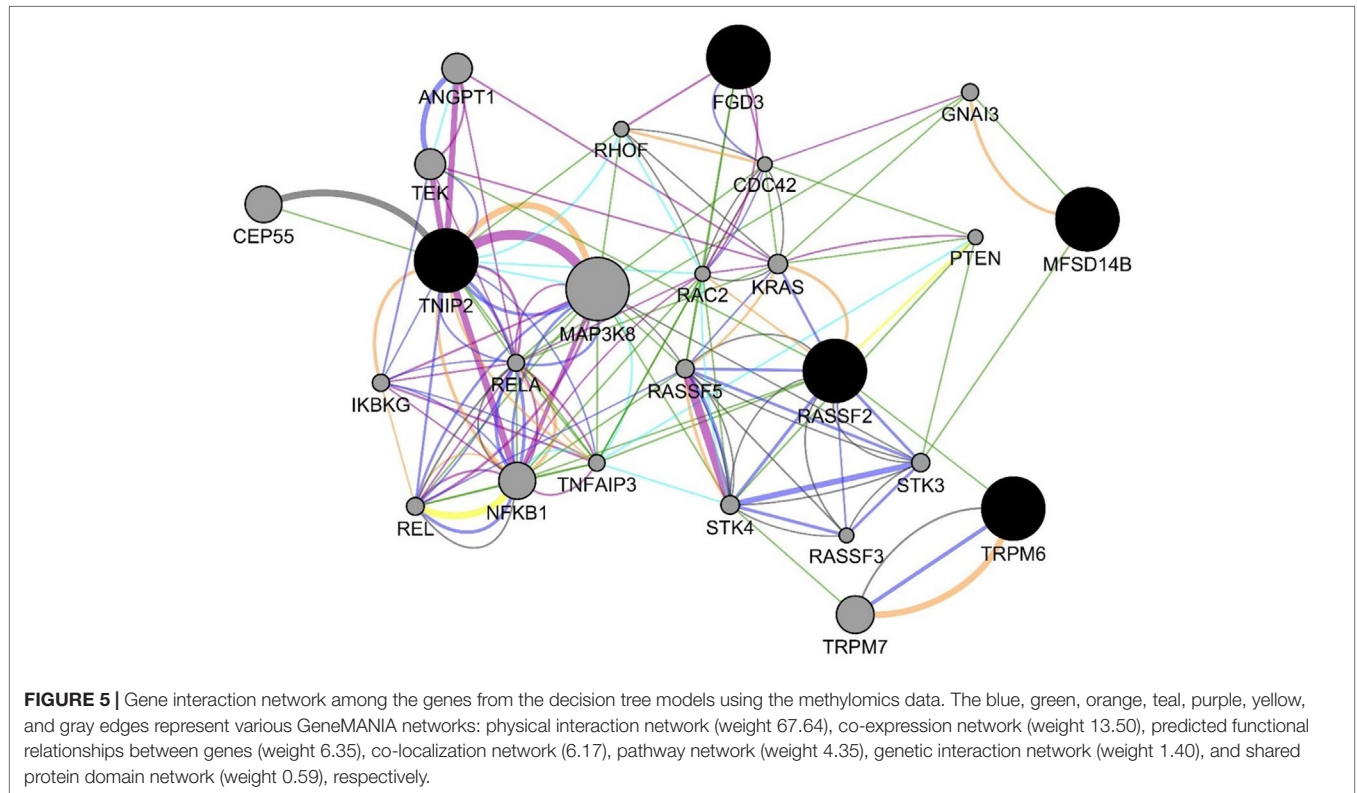 ANGPT1
FGD3
GNAI3
RHOF
CDC42
TEK
CEP55
PTEN
MFSD14B
TNIP2
RAC2
KRAS
MAP3K8
RELA
RASSF5
IKBKG
RASSF2
TNFAIP3
STK3
REL
NFKB1
STK4
RASSF3
TRPM6
TRPM7
FIGURE 5 | Gene interaction network among the genes from the decision tree models using the methylomics data. The blue, green, orange, teal, purple, yellow,
and gray edges represent various GeneMANIA networks: physical interaction network (weight 67.64), co-expression network (weight 13.50), predicted functional
relationships between genes (weight 6.35), co-localization network (6.17), pathway network (weight 4.35), genetic interaction network (weight 1.40), and shared
protein domain network (weight 0.59), respectively.